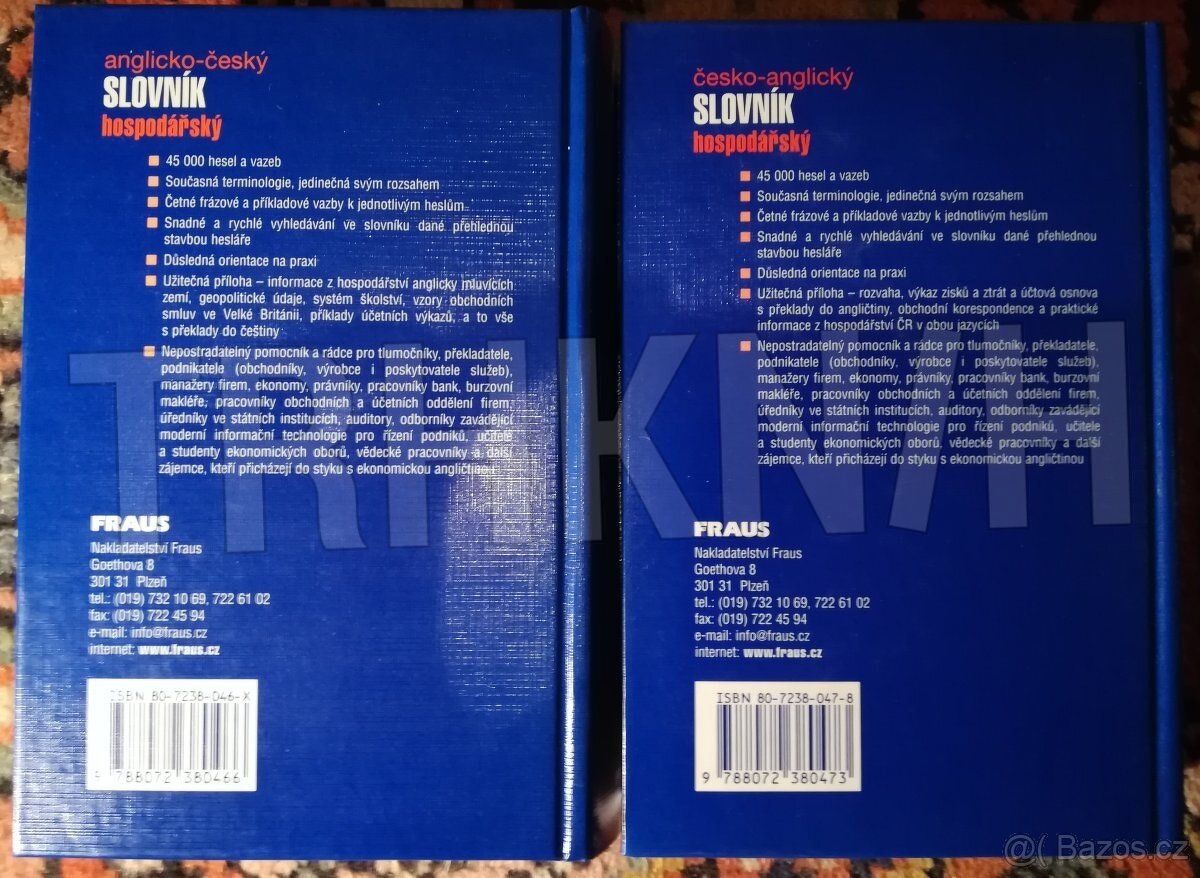 anglicko-český
SLOVNÍK
hospodářský
45 000 hesel a vazeb
Současná terminologie, jedinečná svým rozsahem
Četné frázové a příkladové vazby k jednotlivým heslům
Snadné a rychlé vyhledávání ve slovníku dané přehlednou
stavbou hesláře
Důsledná orientace na praxi
Užitečná příloha – informace z hospodářství anglicky mluvících
zemí, geopolitické údaje, systém školství, vzory obchodních
smluv ve Velké Británii, příklady účetních výkazů, a to vše
s překlady do češtiny
Nepostradatelný pomocník a rádce pro tlumočníky, překladatele,
podnikatele (obchodníky, výrobce i poskytovatele služeb),
manažery firem, ekonomy, právníky, pracovníky bank, burzovní
makléře, pracovníky obchodních a účetních oddělení firem,
úředníky ve státních institucích, auditory, odborníky zavádějící
moderní informační technologie pro řízení podniků, učitele
a studenty ekonomických oborů, vědecké pracovníky a další
zájemce, kteří přicházejí do styku s ekonomickou angličtinou
FRAUS
Nakladatelství Fraus
Goethova 8
301 31 Plzeň
tel.: (019) 732 10 69, 722 61 02
fax: (019) 722 45 94
e-mail: info@fraus.cz
internet: www.fraus.cz
ISBN 80-7238-046-X
9 788072 380466
česko-anglický
SLOVNÍK
hospodářský
45 000 hesel a vazeb
Současná terminologie, jedinečná svým rozsahem
Četné frázové a příkladové vazby k jednotlivým heslům
Snadné a rychlé vyhledávání ve slovníku dané přehlednou
stavbou hesláře
Důsledná orientace na praxi
Užitečná příloha – rozvaha, výkaz zisků a ztrát a účtová osnova
s překlady do angličtiny, obchodní korespondence a praktické
informace z hospodářství ČR v obou jazycích
Nepostradatelný pomocník a rádce pro tlumočníky, překladatele,
podnikatele (obchodníky, výrobce i poskytovatele služeb),
manažery firem, ekonomy, právníky, pracovníky bank, burzovní
makléře, pracovníky obchodních a účetních oddělení firem,
úředníky ve státních institucích, auditory, odborníky zavádějící
moderní informační technologie pro řízení podniků, učitele
a studenty ekonomických oborů, vědecké pracovníky a další
zájemce, kteří přicházejí do styku s ekonomickou angličtinou
FRAUS
Nakladatelství Fraus
Goethova 8
301 31 Plzeň
tel.: (019) 732 10 69, 722 61 02
fax: (019) 722 45 94
e-mail: info@fraus.cz
internet: www.fraus.cz
ISBN 80-7238-047-8
9 788072 380473
@( Bazos.cz